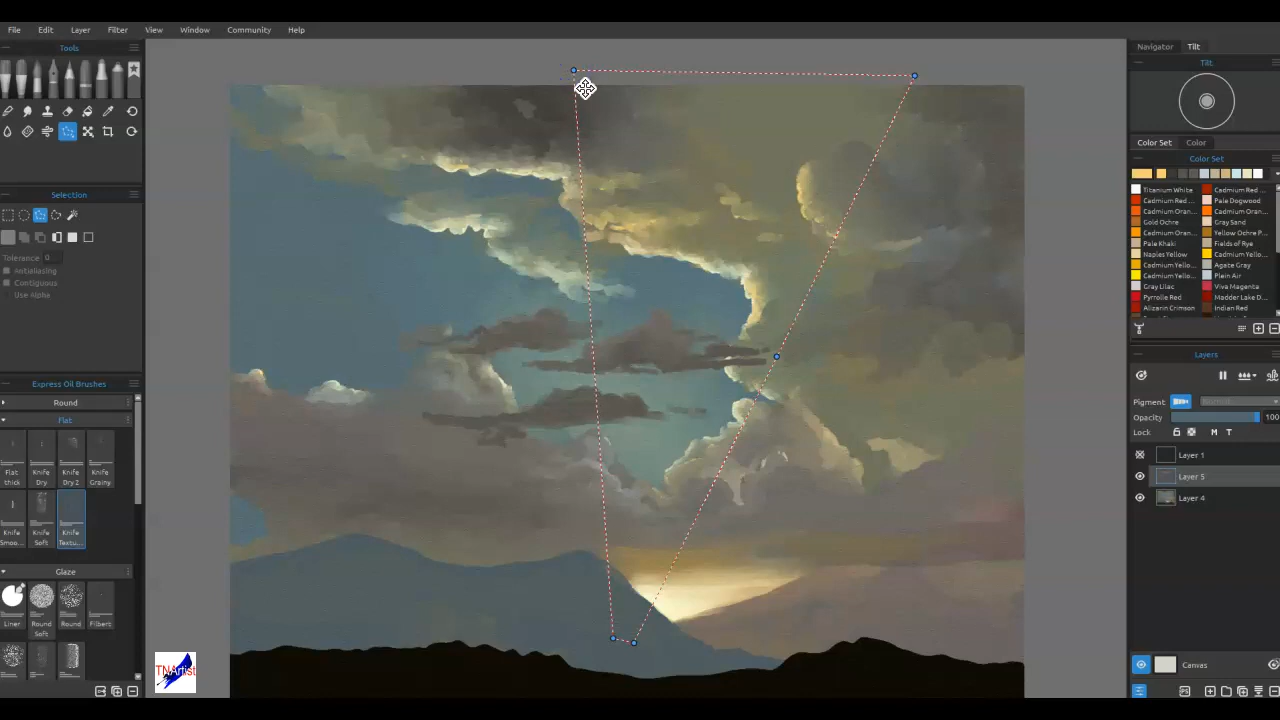 File Edit Layer Filter View Window Community Help
Tools
Selection
Tolerance 0
Antialiasing
Contiguous
Use Alpha
Express Oil Brushes
Round
Flat
Flat thick Knife Dry Knife Dry 2 Knife Grainy
Knife Smoo... Knife Soft Knife Textu...
Glaze
Liner Round Soft Round Filbert
TNArtist
Navigator Tilt
Tilt
Color Set Color
Color Set
Titanium White Cadmium Red ...
Cadmium Red ... Pale Dogwood
Cadmium Oran... Cadmium Oran...
Gold Ochre Gray Sand
Cadmium Oran... Yellow Ochre P...
Pale Khaki Fields of Rye
Naples Yellow Cadmium Yello...
Cadmium Yello... Agate Gray
Cadmium Yello... Plain Air
Gray Lilac Viva Magenta
Pyrrolle Red Madder Lake D...
Alizarin Crimson Indian Red
Layers
Pigment
Opacity 100
Lock M T
Layer 1
Layer 5
Layer 4
Canvas
PS